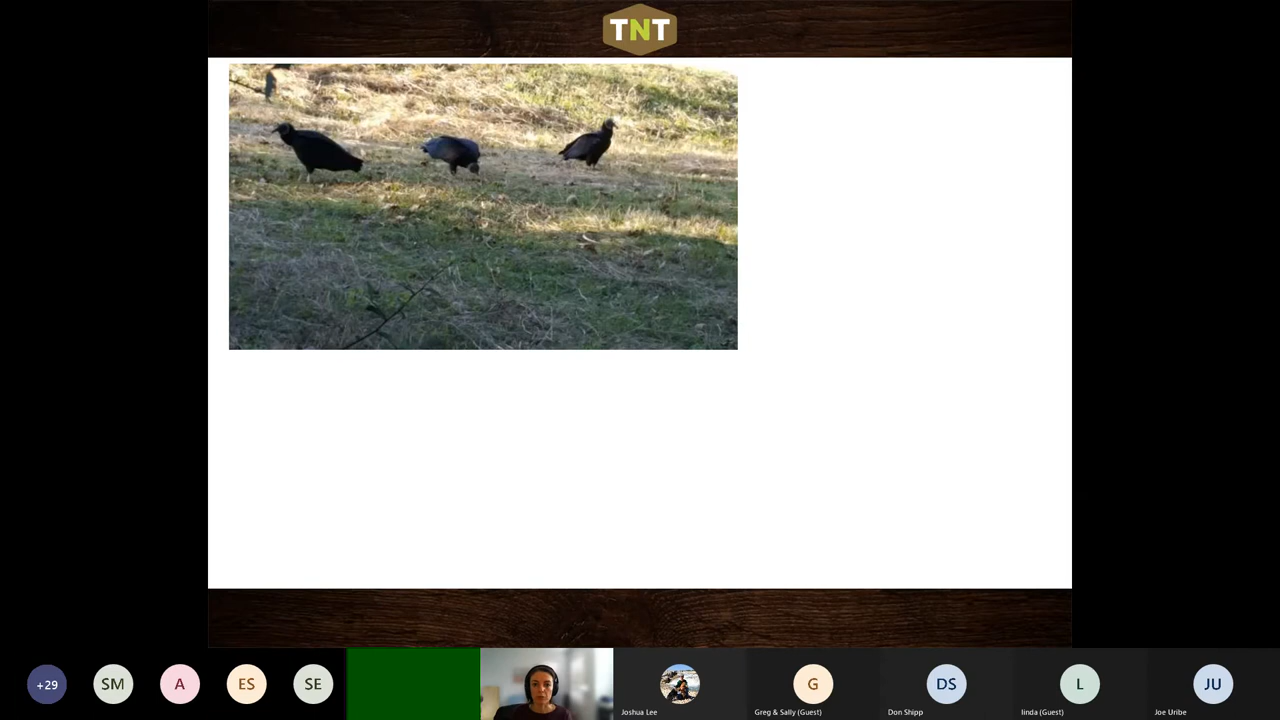 TNT
+29
SM
A
ES
SE
G
DS
L
JU
Joshua Lee
Greg & Sally (Guest)
Don Shipp
linda (Guest)
Joe Uribe